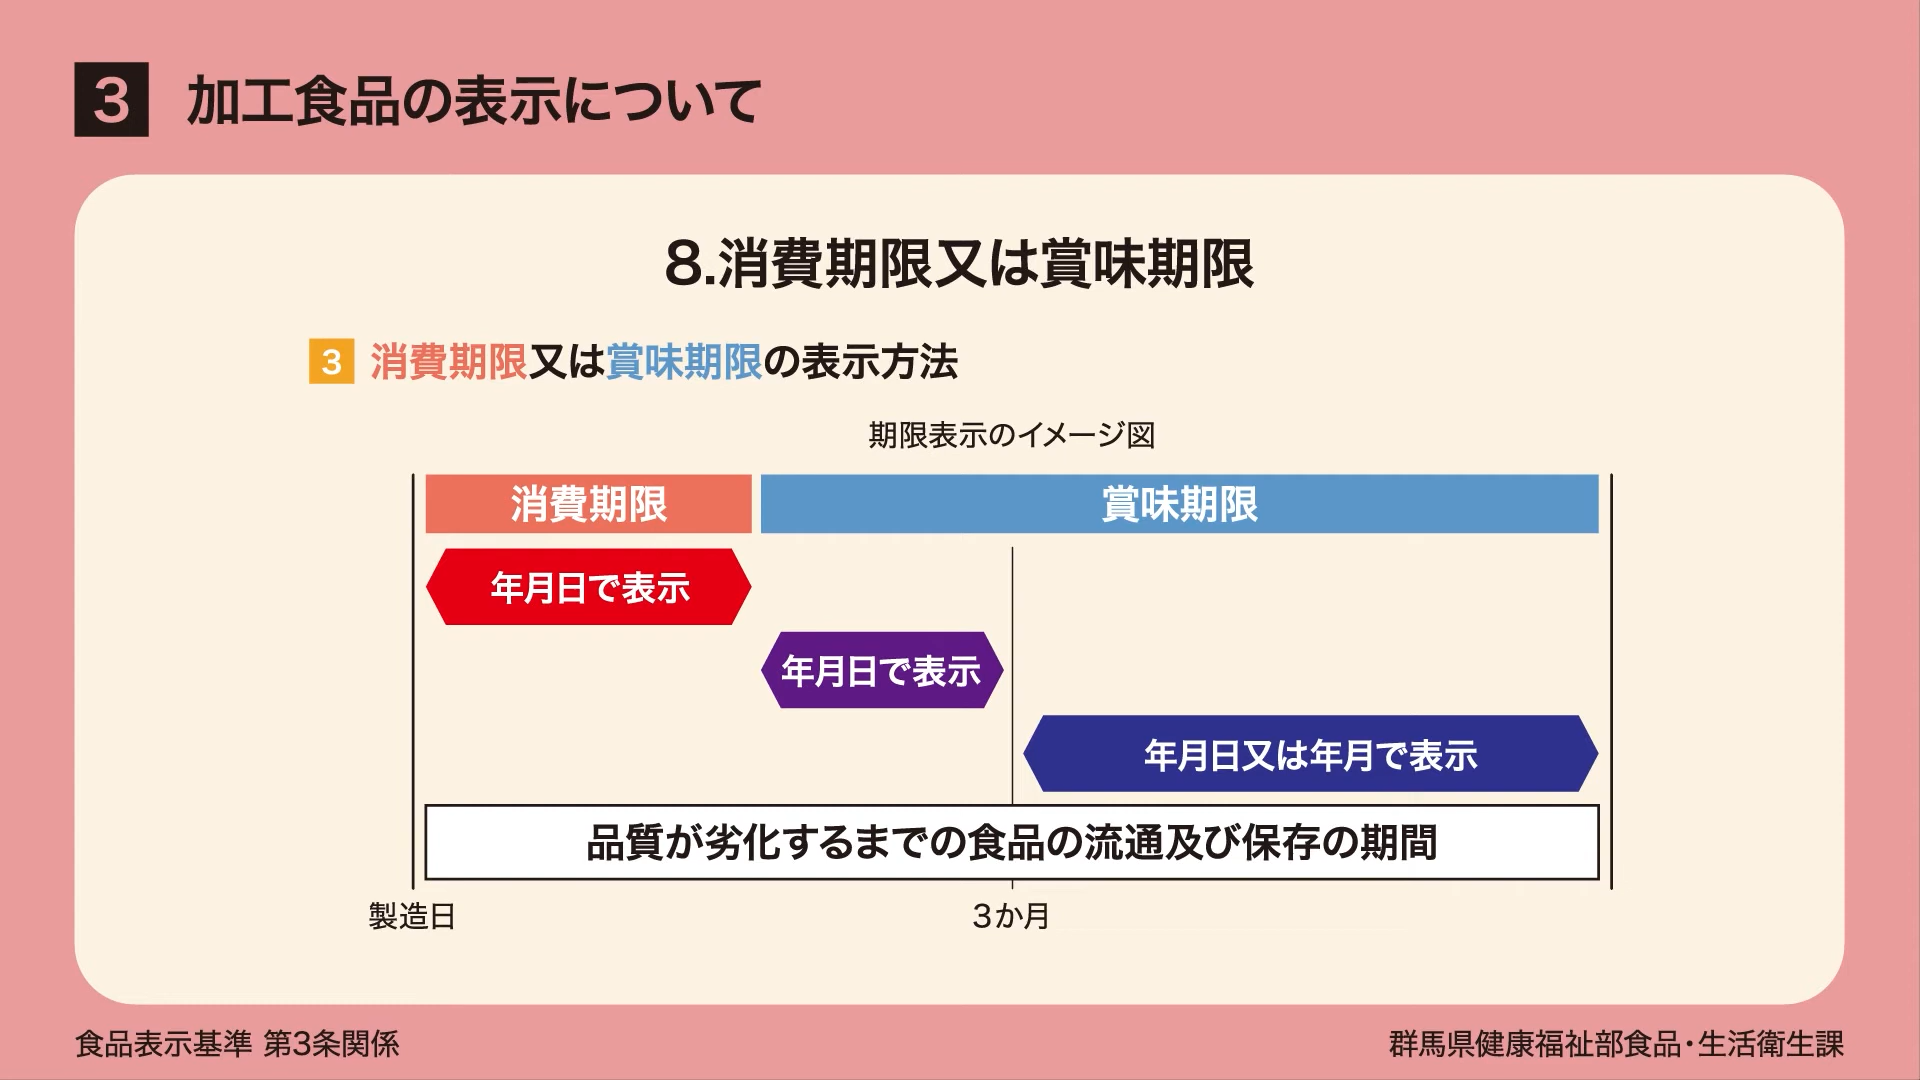 3 加工食品の表示について
8.消費期限又は賞味期限
3 消費期限又は賞味期限の表示方法
期限表示のイメージ図
消費期限 賞味期限
年月日で表示
年月日で表示
年月日又は年月で表示
品質が劣化するまでの食品の流通及び保存の期間
製造日 3か月
食品表示基準 第3条関係 群馬県健康福祉部食品・生活衛生課